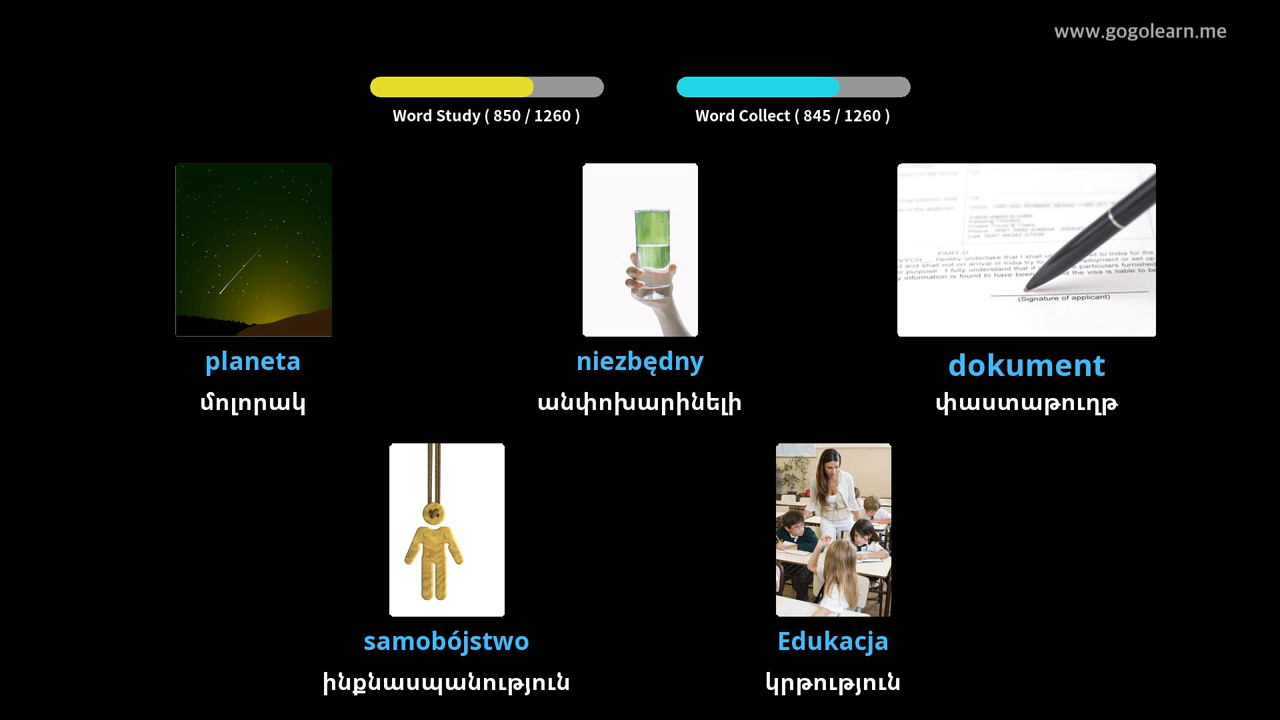 www.gogolearn.me
Word Study ( 850 / 1260 )
Word Collect ( 845 / 1260 )
PART-D
(Signature of applicant)
planeta
niezbędny
dokument
մոլորակ
անփոխարինելի
փաստաթուղթ
samobójstwo
Edukacja
ինքնասպանություն
կրթություն